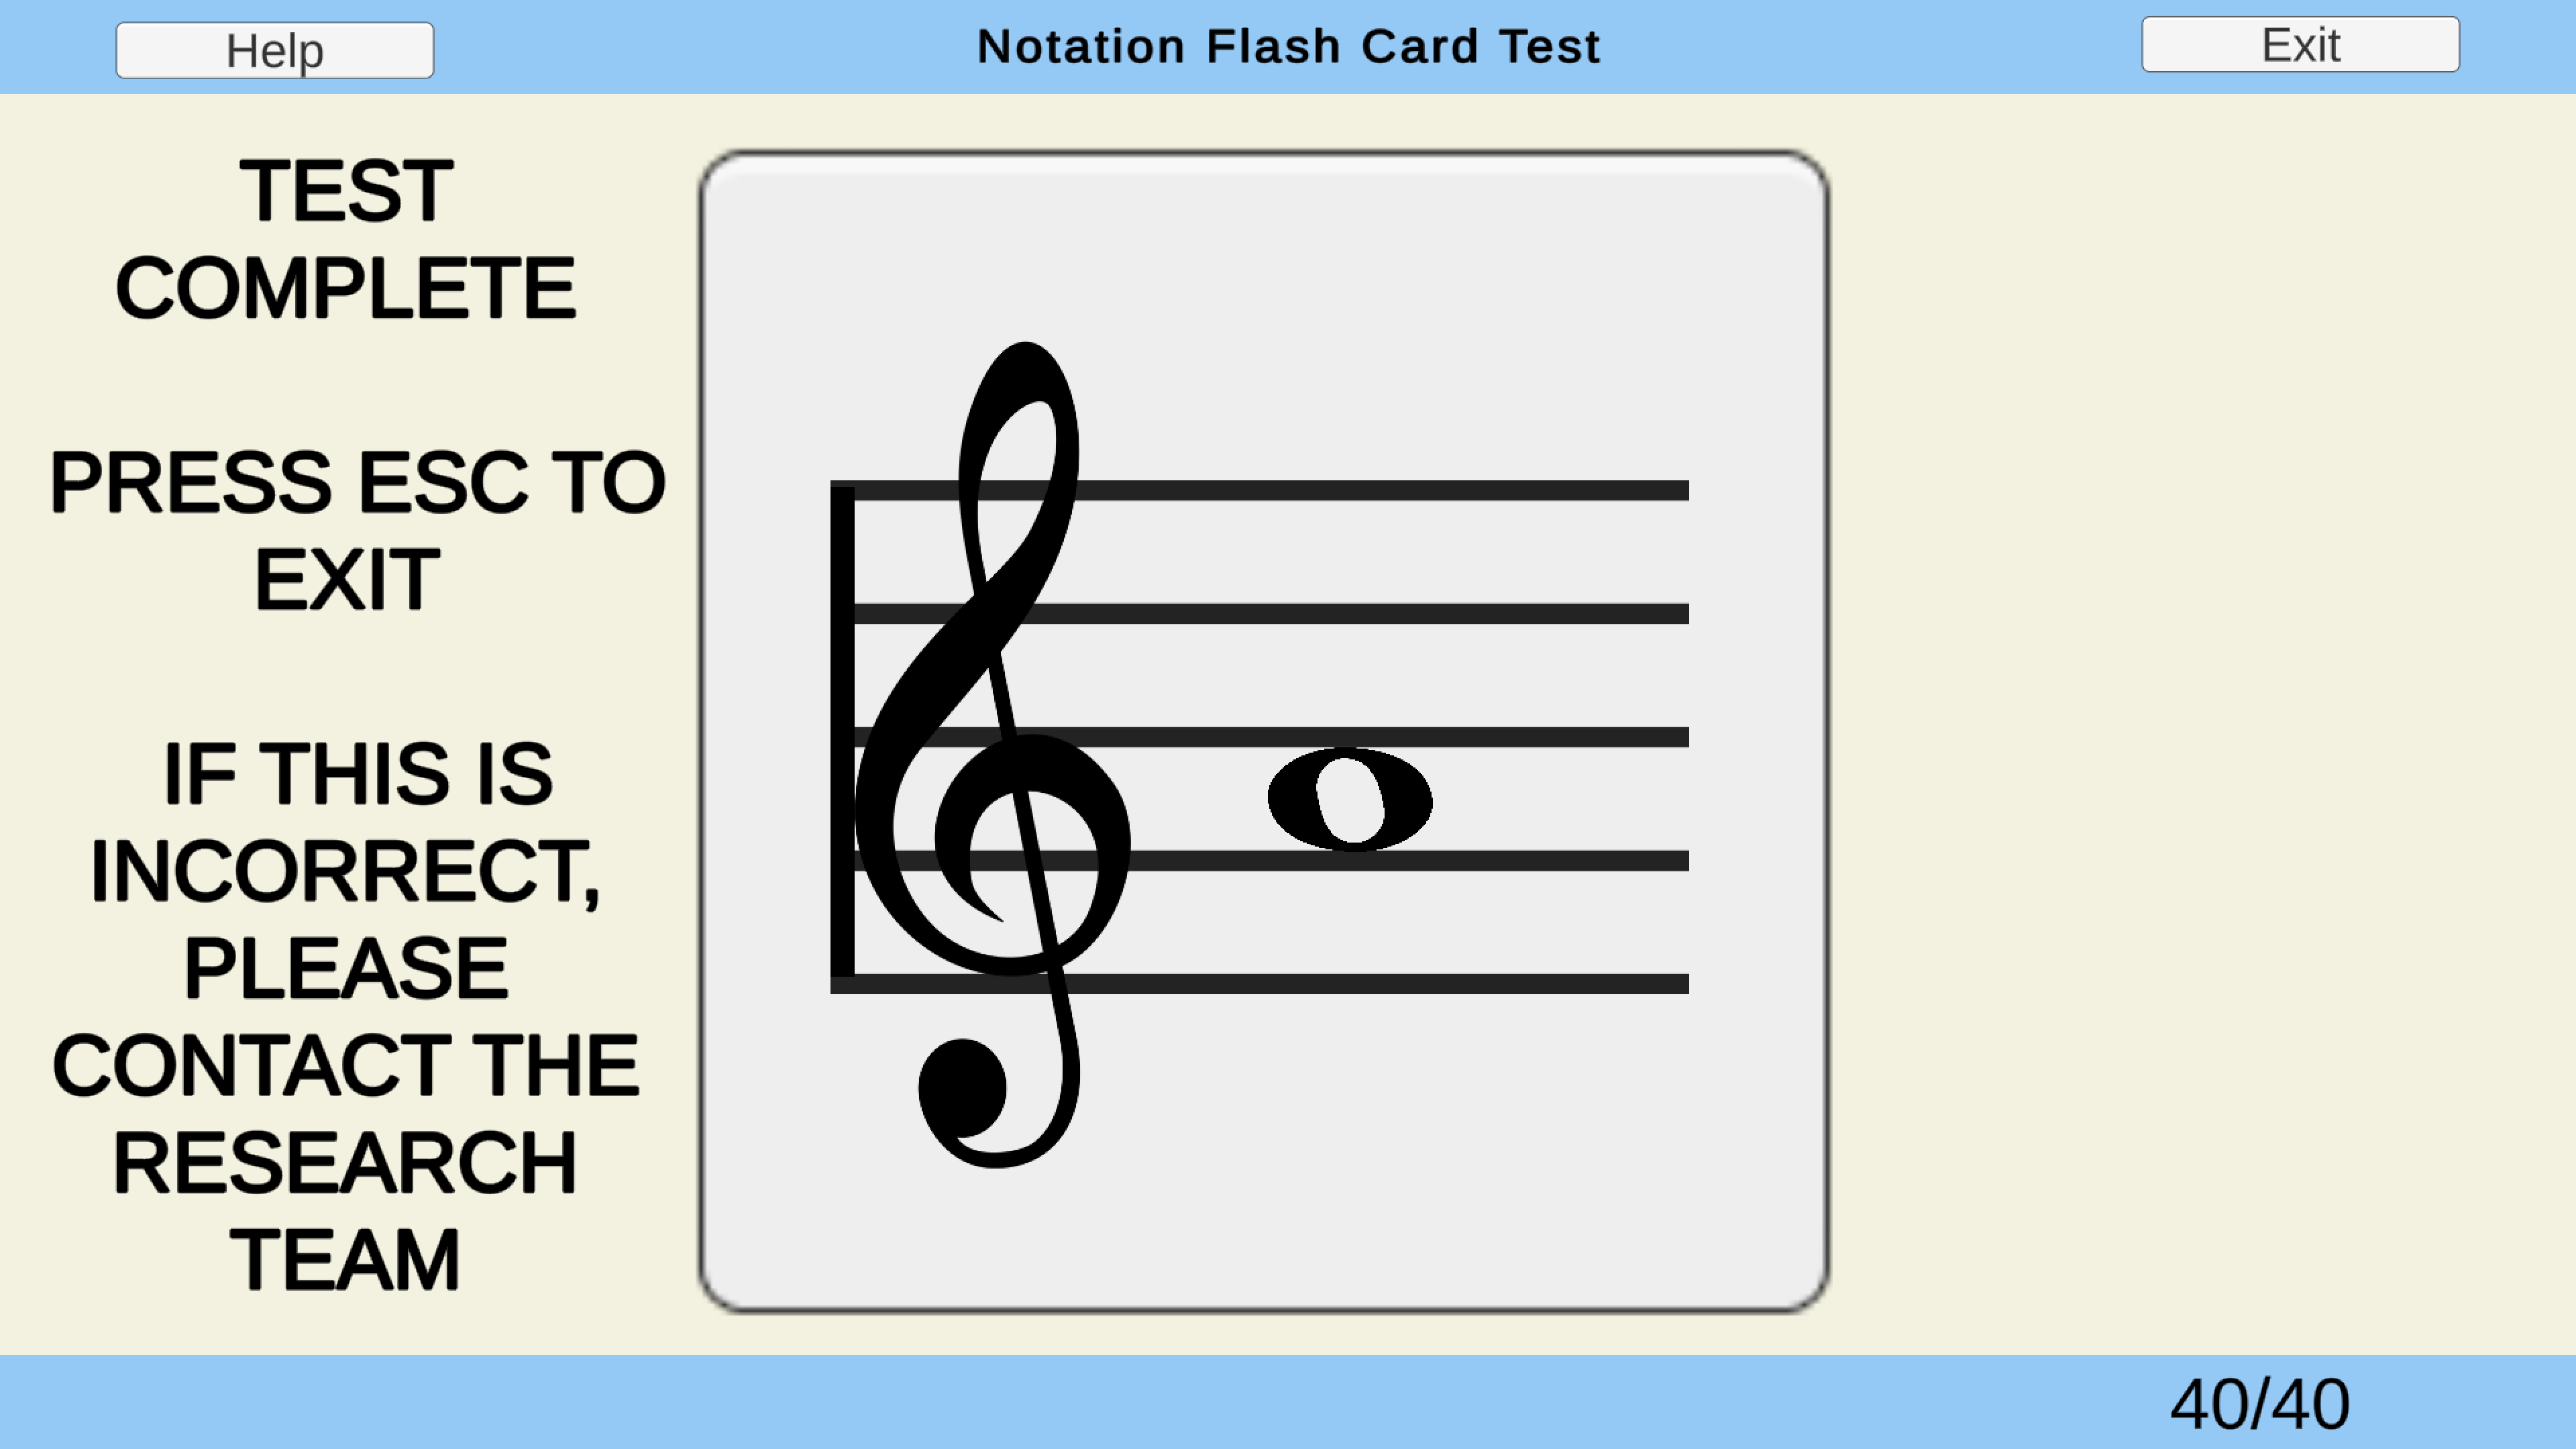 Help
Notation Flash Card Test
Exit
TEST
COMPLETE
PRESS ESC TO
EXIT
IF THIS IS
INCORRECT,
PLEASE
CONTACT THE
RESEARCH
TEAM
40/40